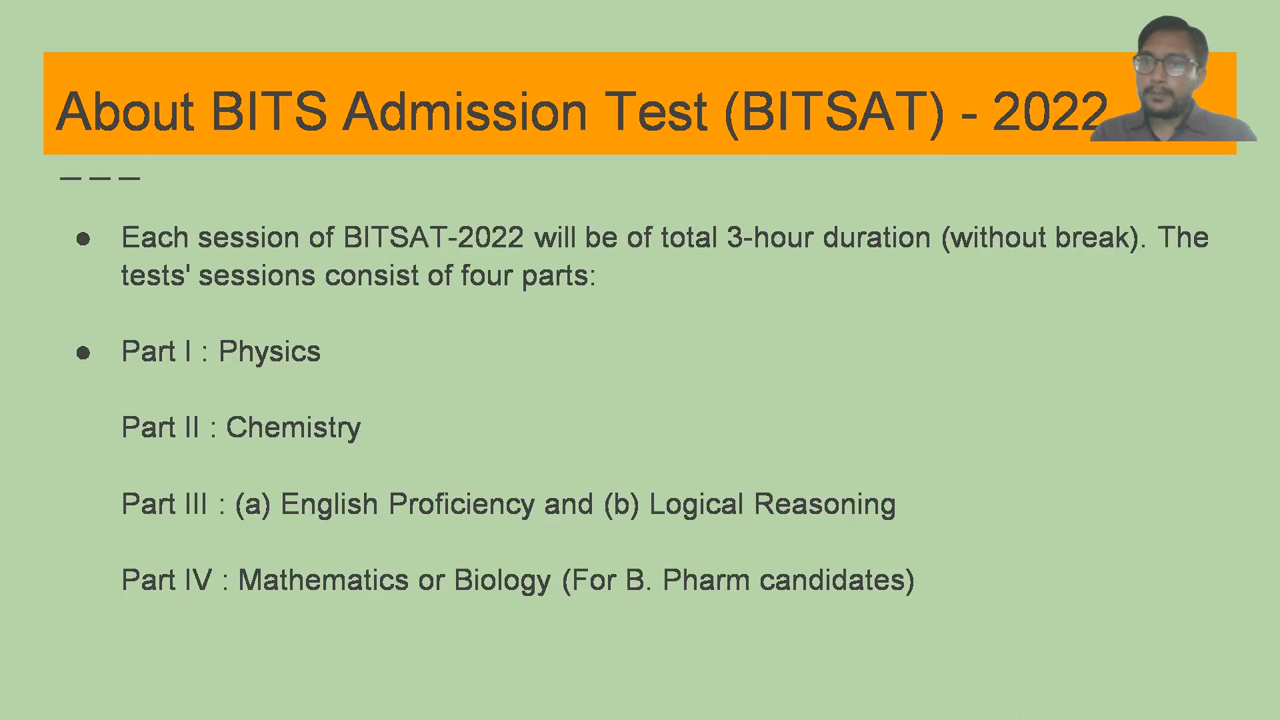 About BITS Admission Test (BITSAT) - 2022
● Each session of BITSAT-2022 will be of total 3-hour duration (without break). The
tests' sessions consist of four parts:
● Part I : Physics
Part II : Chemistry
Part III : (a) English Proficiency and (b) Logical Reasoning
Part IV : Mathematics or Biology (For B. Pharm candidates)